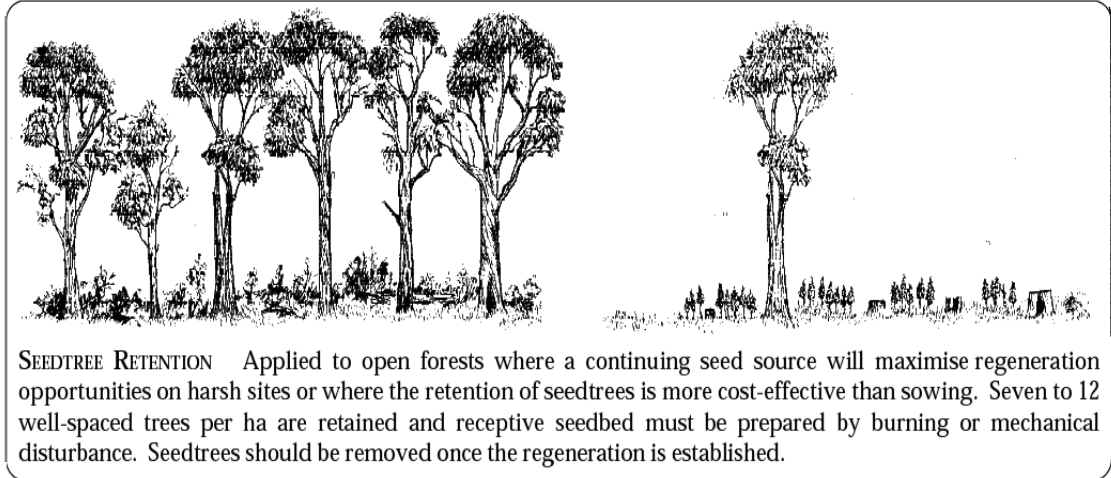 SEEDTREE RETENTION Applied to open forests where a continuing seed source will maximise regeneration
opportunities on harsh sites or where the retention of seedtrees is more cost-effective than sowing. Seven to 12
well-spaced trees per ha are retained and receptive seedbed must be prepared by burning or mechanical
disturbance. Seedtrees should be removed once the regeneration is established.